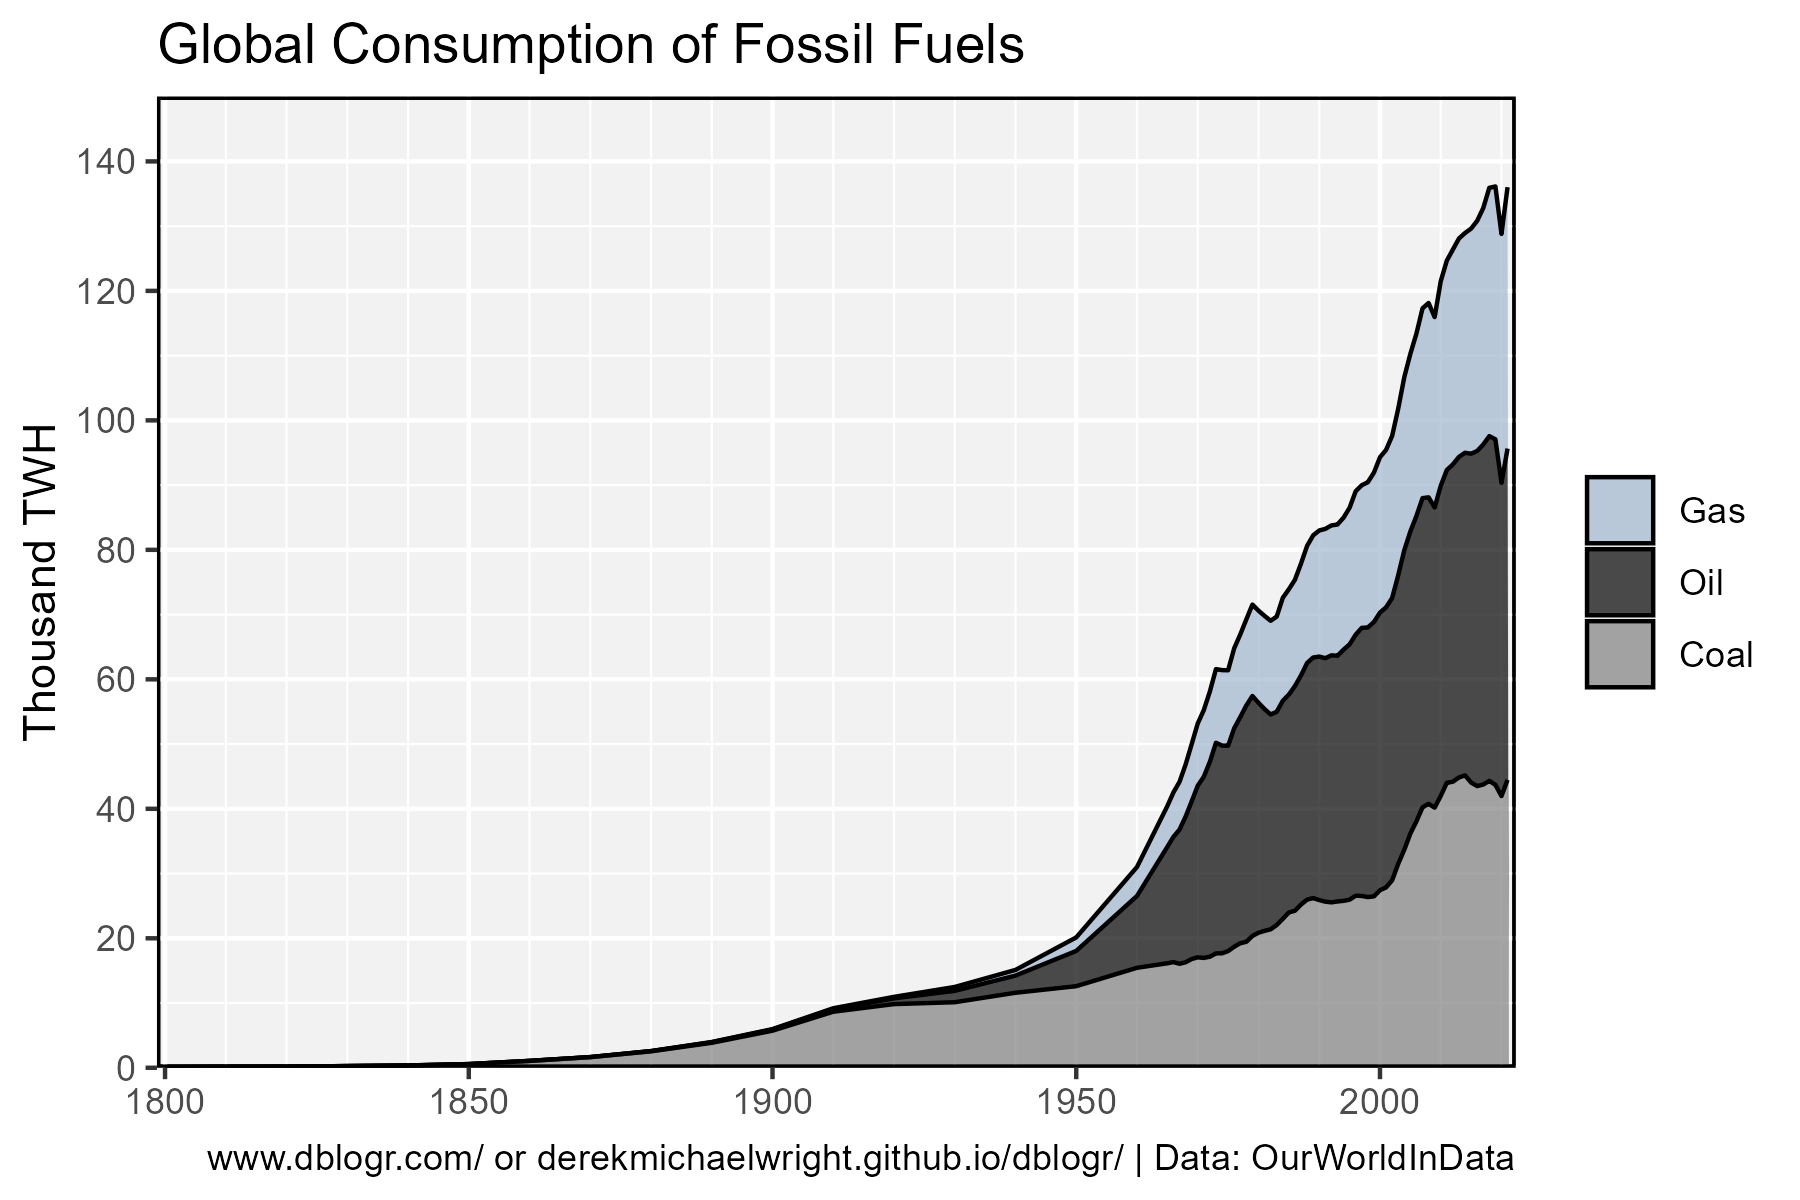 Global Consumption of Fossil Fuels
Thousand TWH
140
120
100
80
60
40
20
0
1800 1850 1900 1950 2000
Gas
Oil
Coal
www.dblogr.com/ or derekmichaelwright.github.io/dblogr/ | Data: OurWorldInData